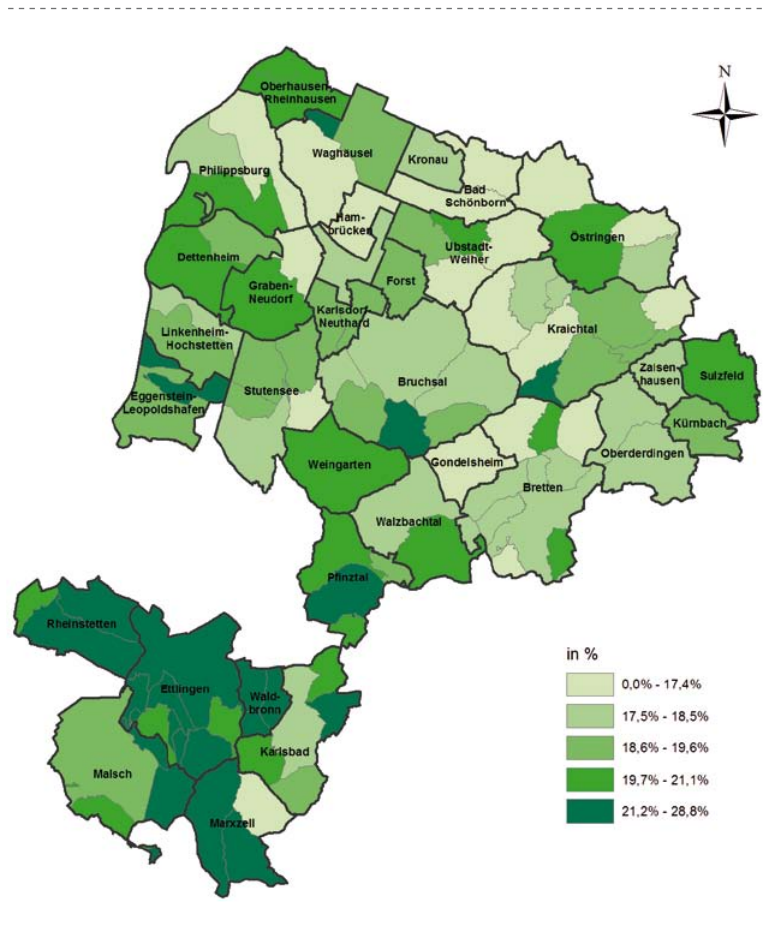 N
Oberhausen-
Rheinhausen
Waghäusel
Kronau
Philippsburg
Bad
Schönborn
Ham-
brücken
Östringen
Ubstadt-
Weiher
Dettenheim
Forst
Graben-
Neudorf
Karlsdorf-
Neuthard
Kraichtal
Linkenheim-
Hochstetten
Zaisen-
hausen
Sulzfeld
Bruchsal
Stutensee
Eggenstein-
Leopoldshafen
Kürnbach
Oberderdingen
Weingarten
Gondelsheim
Bretten
Walzbachtal
Pfinztal
Rheinstetten
in %
0,0% - 17,4%
17,5% - 18,5%
18,6% - 19,6%
19,7% - 21,1%
21,2% - 28,8%
Ettlingen
Wald-
bronn
Karlsbad
Malsch
Marxzell